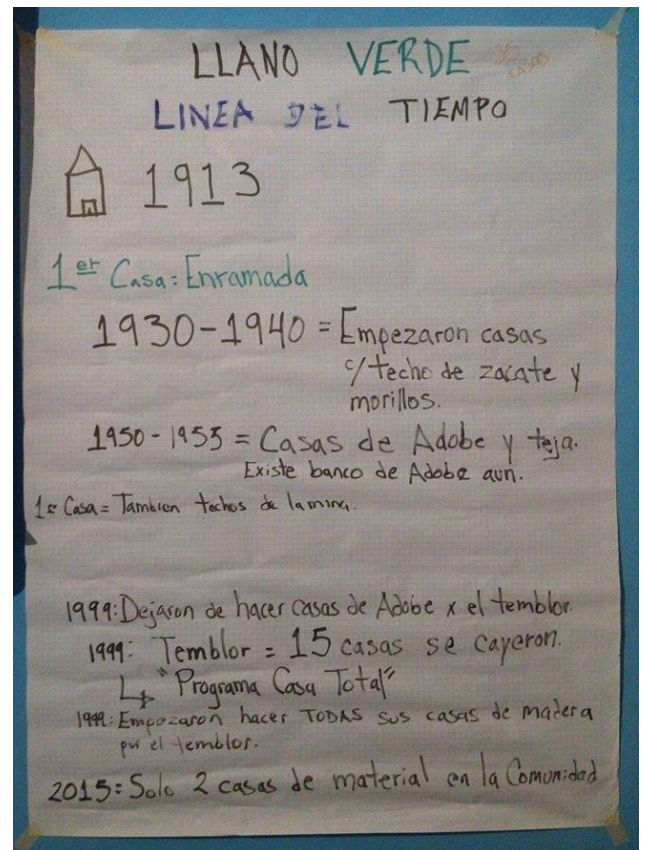 LLANO VERDE
LINEA DEL TIEMPO
1913
1er Casa = Enramada
1930-1940 = Empezaron casas
c/ techo de zacate y
morillos.
1950-1955 = Casas de Adobe y teja.
Existe banco de Adobe aun.
1er Casa = Tambien techos de lamina.
1999: Dejaron de hacer casas de Adobe x el temblor.
1999: Temblor = 15 casas se cayeron.
↳ "Programa Casa Total"
1999: Empezaron hacer TODAS sus casas de madera
por el temblor.
2015: Solo 2 casas de material en la Comunidad